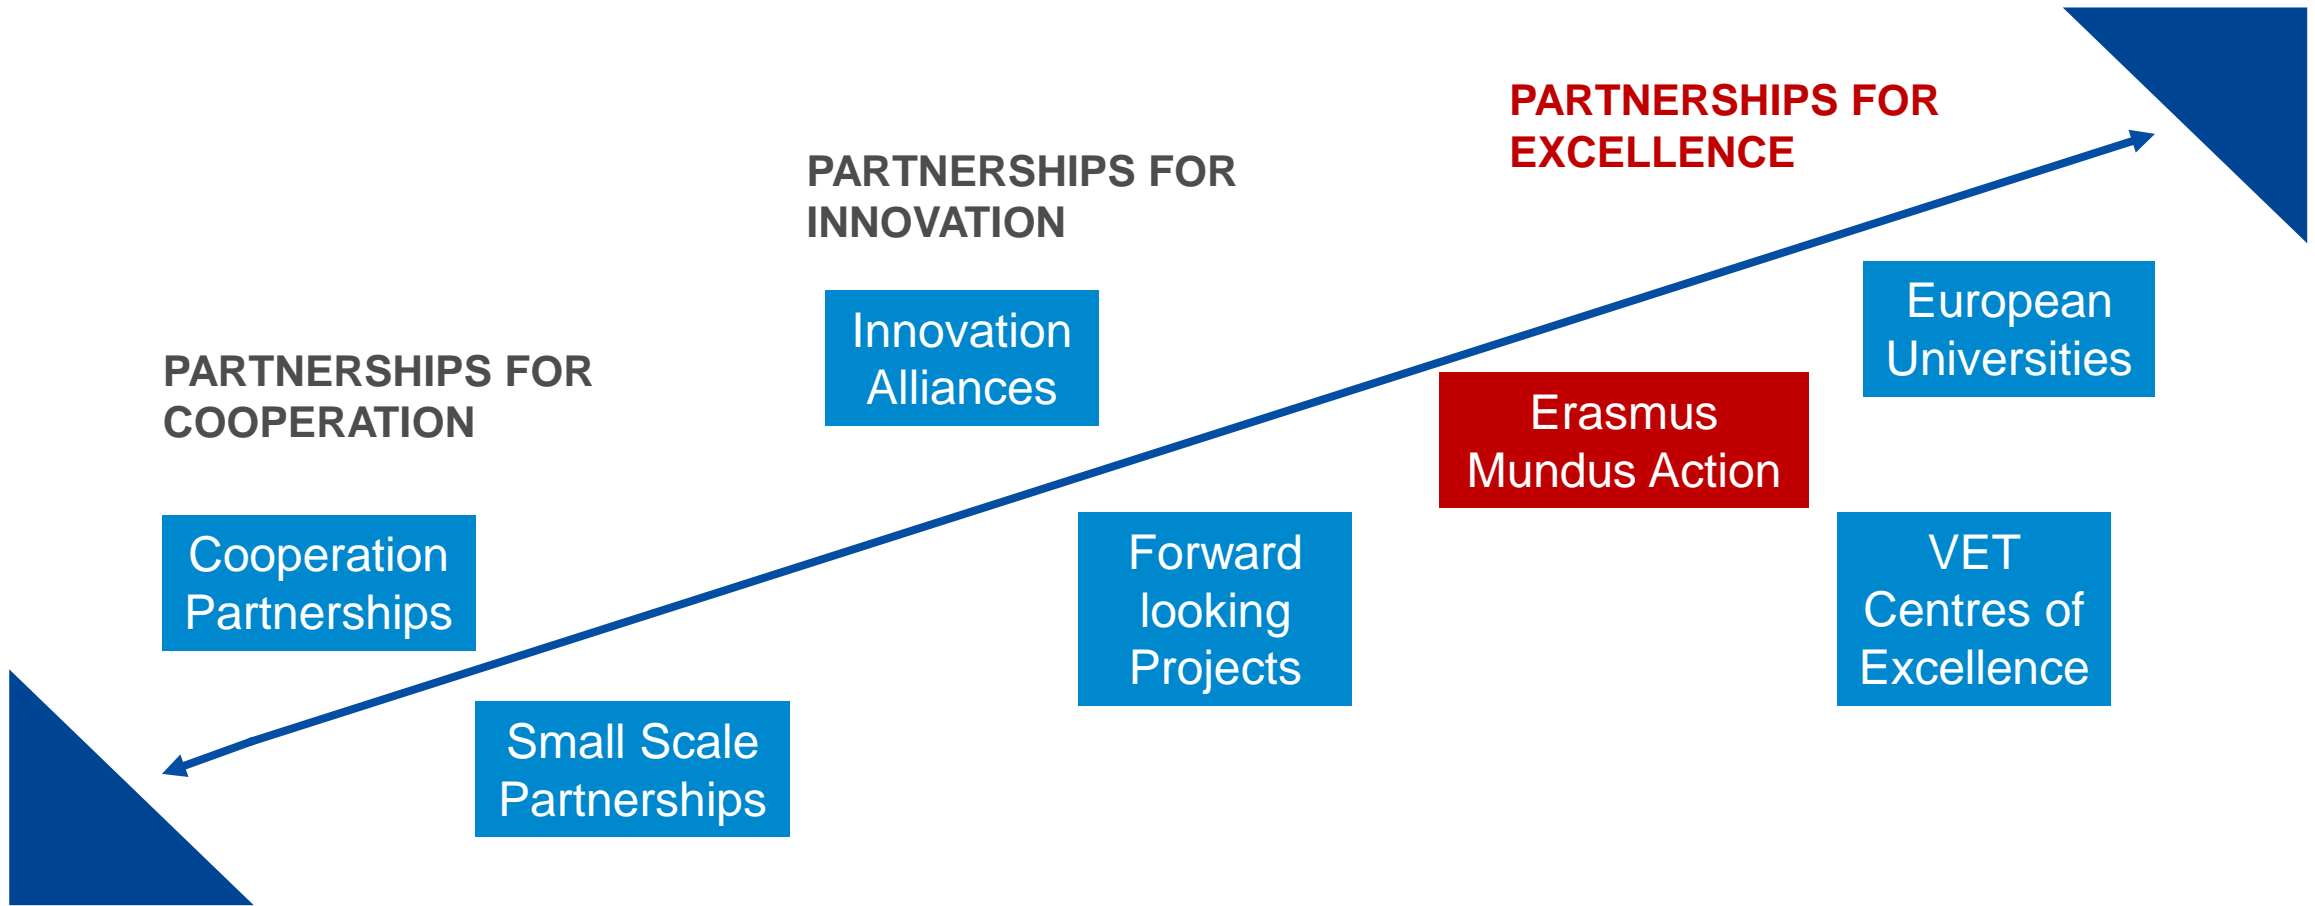 PARTNERSHIPS FOR
COOPERATION
Cooperation
Partnerships
Small Scale
Partnerships
PARTNERSHIPS FOR
INNOVATION
Innovation
Alliances
Forward
looking
Projects
PARTNERSHIPS FOR
EXCELLENCE
Erasmus
Mundus Action
European
Universities
VET
Centres of
Excellence